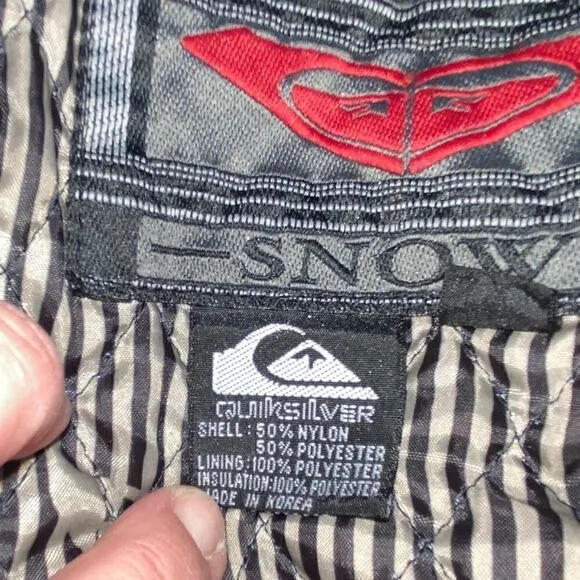 —SNOW
QUIKSILVER
SHELL: 50% NYLON
50% POLYESTER
LINING: 100% POLYESTER
INSULATION: 100% POLYESTER
MADE IN KOREA